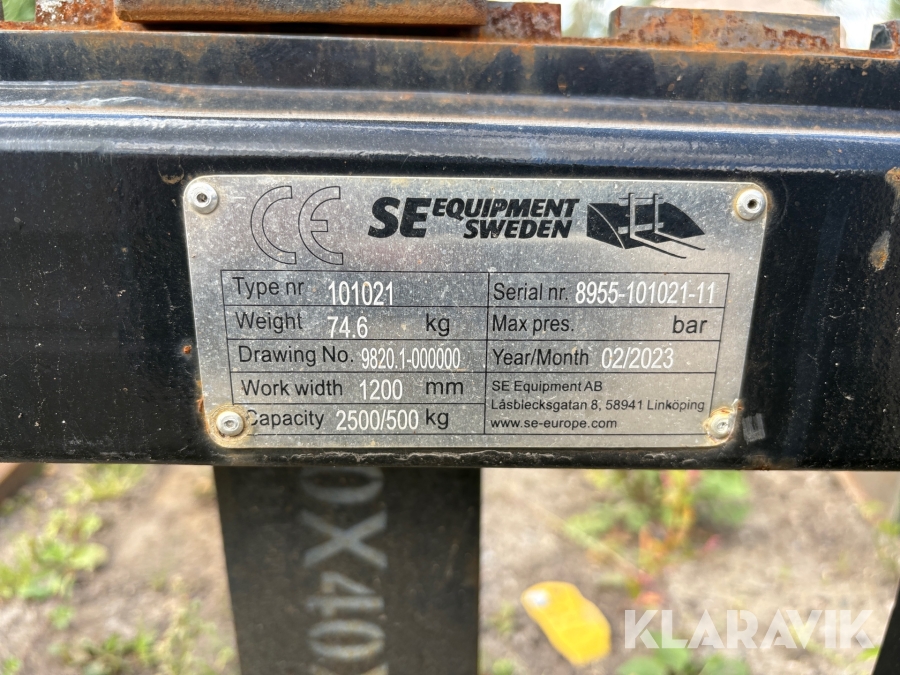 CE SE EQUIPMENT SWEDEN
Type nr 101021 Serial nr. 8955-101021-11
Weight 74.6 kg Max pres. bar
Drawing No. 9820.1-000000 Year/Month 02/2023
Work width 1200 mm SE Equipment AB
Låsblecksgatan 8, 58941 Linköping
Capacity 2500/500 kg www.se-europe.com
0X40
KLARAVIK